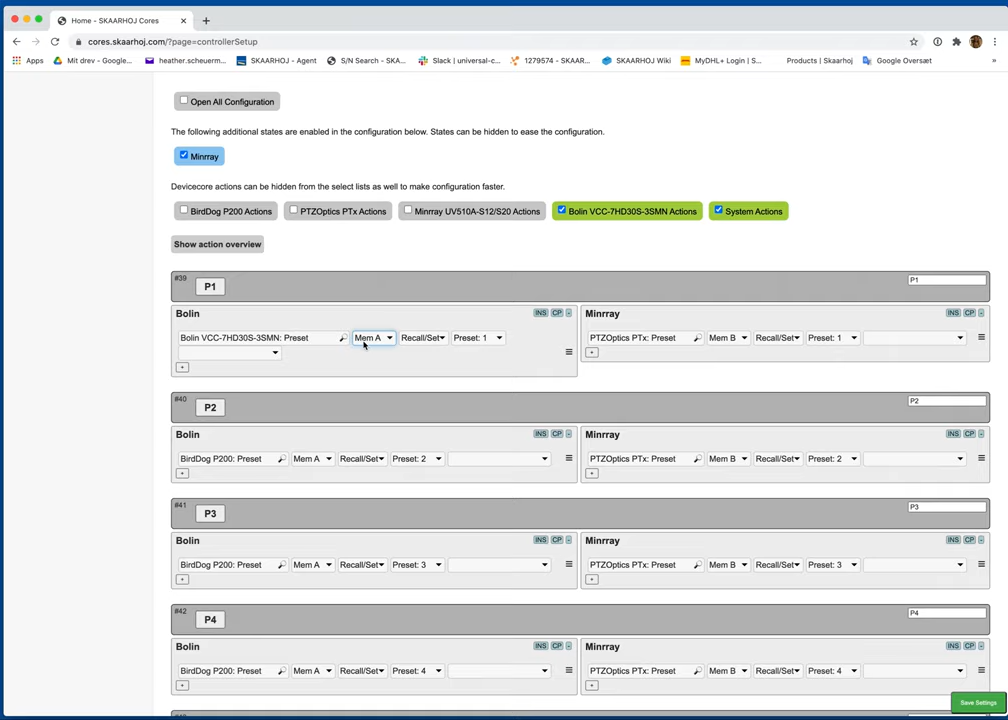 Home - SKAARHOJ Cores
cores.skaarhoj.com/?page=controllerSetup
Apps Mit drev - Google... heather.scheuerm... SKAARHOJ - Agent S/N Search - SKA... Slack | universal-c... 1279574 - SKAAR... SKAARHOJ Wiki MyDHL+ Login | S... Products | Skaarhoj Google Oversæt »
Open All Configuration
The following additional states are enabled in the configuration below. States can be hidden to ease the configuration.
Minrray
Devicecore actions can be hidden from the select lists as well to make configuration faster.
BirdDog P200 Actions PTZOptics PTx Actions Minrray UV510A-S12/S20 Actions Bolin VCC-7HD30S-3SMN Actions System Actions
Show action overview
#39 P1 P1
Bolin INS CP - Minrray INS CP -
Bolin VCC-7HD30S-3SMN: Preset Mem A Recall/Set Preset: 1 PTZOptics PTx: Preset Mem B Recall/Set Preset: 1
+ +
#40 P2 P2
Bolin INS CP - Minrray INS CP -
BirdDog P200: Preset Mem A Recall/Set Preset: 2 PTZOptics PTx: Preset Mem B Recall/Set Preset: 2
+ +
#41 P3 P3
Bolin INS CP - Minrray INS CP -
BirdDog P200: Preset Mem A Recall/Set Preset: 3 PTZOptics PTx: Preset Mem B Recall/Set Preset: 3
+ +
#42 P4 P4
Bolin INS CP - Minrray INS CP -
BirdDog P200: Preset Mem A Recall/Set Preset: 4 PTZOptics PTx: Preset Mem B Recall/Set Preset: 4
+ +
Save Settings